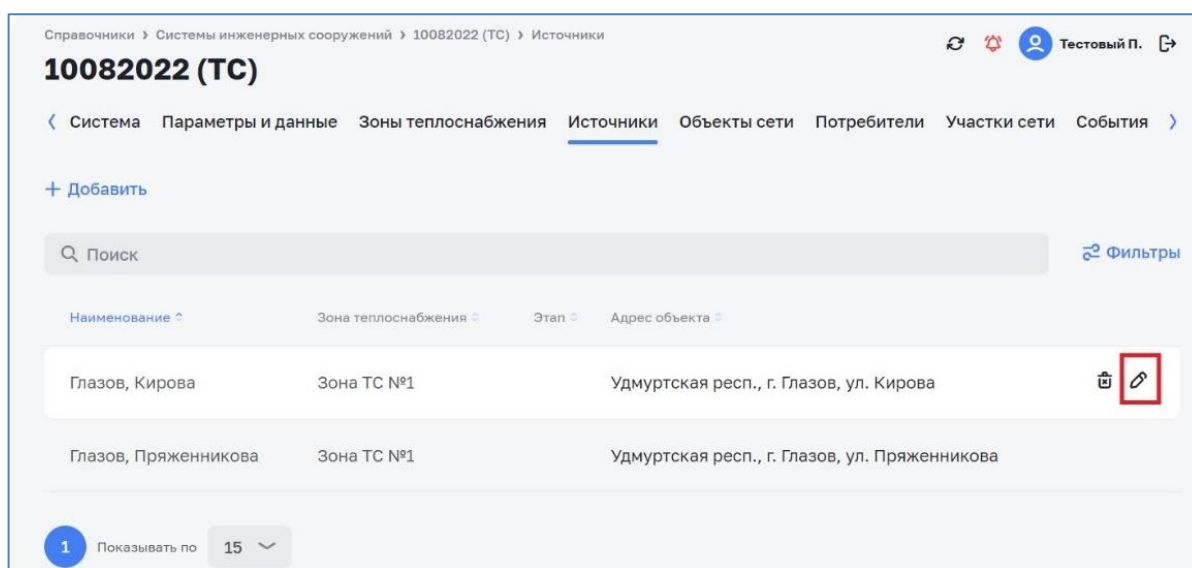 Справочники > Системы инженерных сооружений > 10082022 (ТС) > Источники
Тестовый П.
10082022 (ТС)
Система Параметры и данные Зоны теплоснабжения Источники Объекты сети Потребители Участки сети События
+ Добавить
Поиск
Фильтры
Наименование Зона теплоснабжения Этап Адрес объекта
Глазов, Кирова Зона ТС №1 Удмуртская респ., г. Глазов, ул. Кирова
Глазов, Пряженникова Зона ТС №1 Удмуртская респ., г. Глазов, ул. Пряженникова
1 Показывать по 15